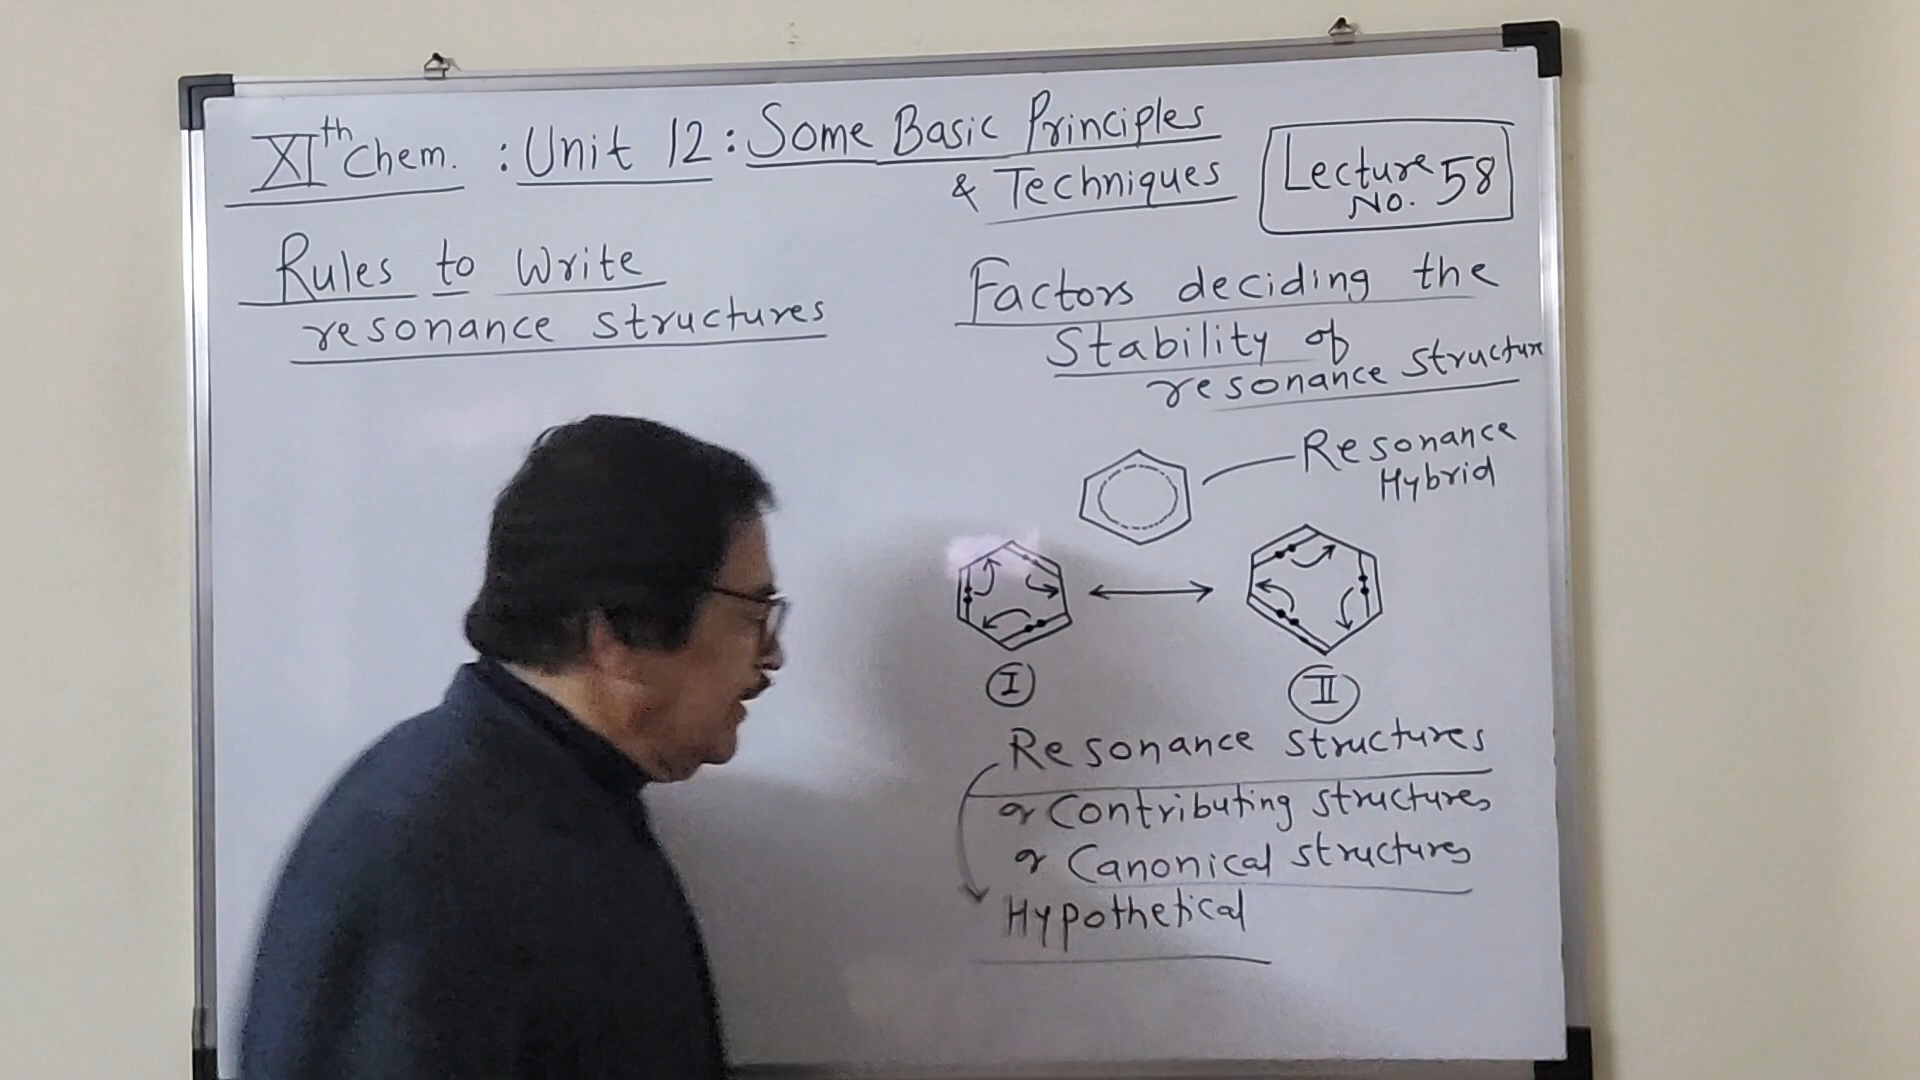 XIth Chem. : Unit 12 : Some Basic Principles
& Techniques
Lecture
No. 58
Rules to Write
resonance structures
Factors deciding the
Stability of
resonance structure
Resonance
Hybrid
I
II
Resonance structures
or Contributing structures
or Canonical structures
Hypothetical